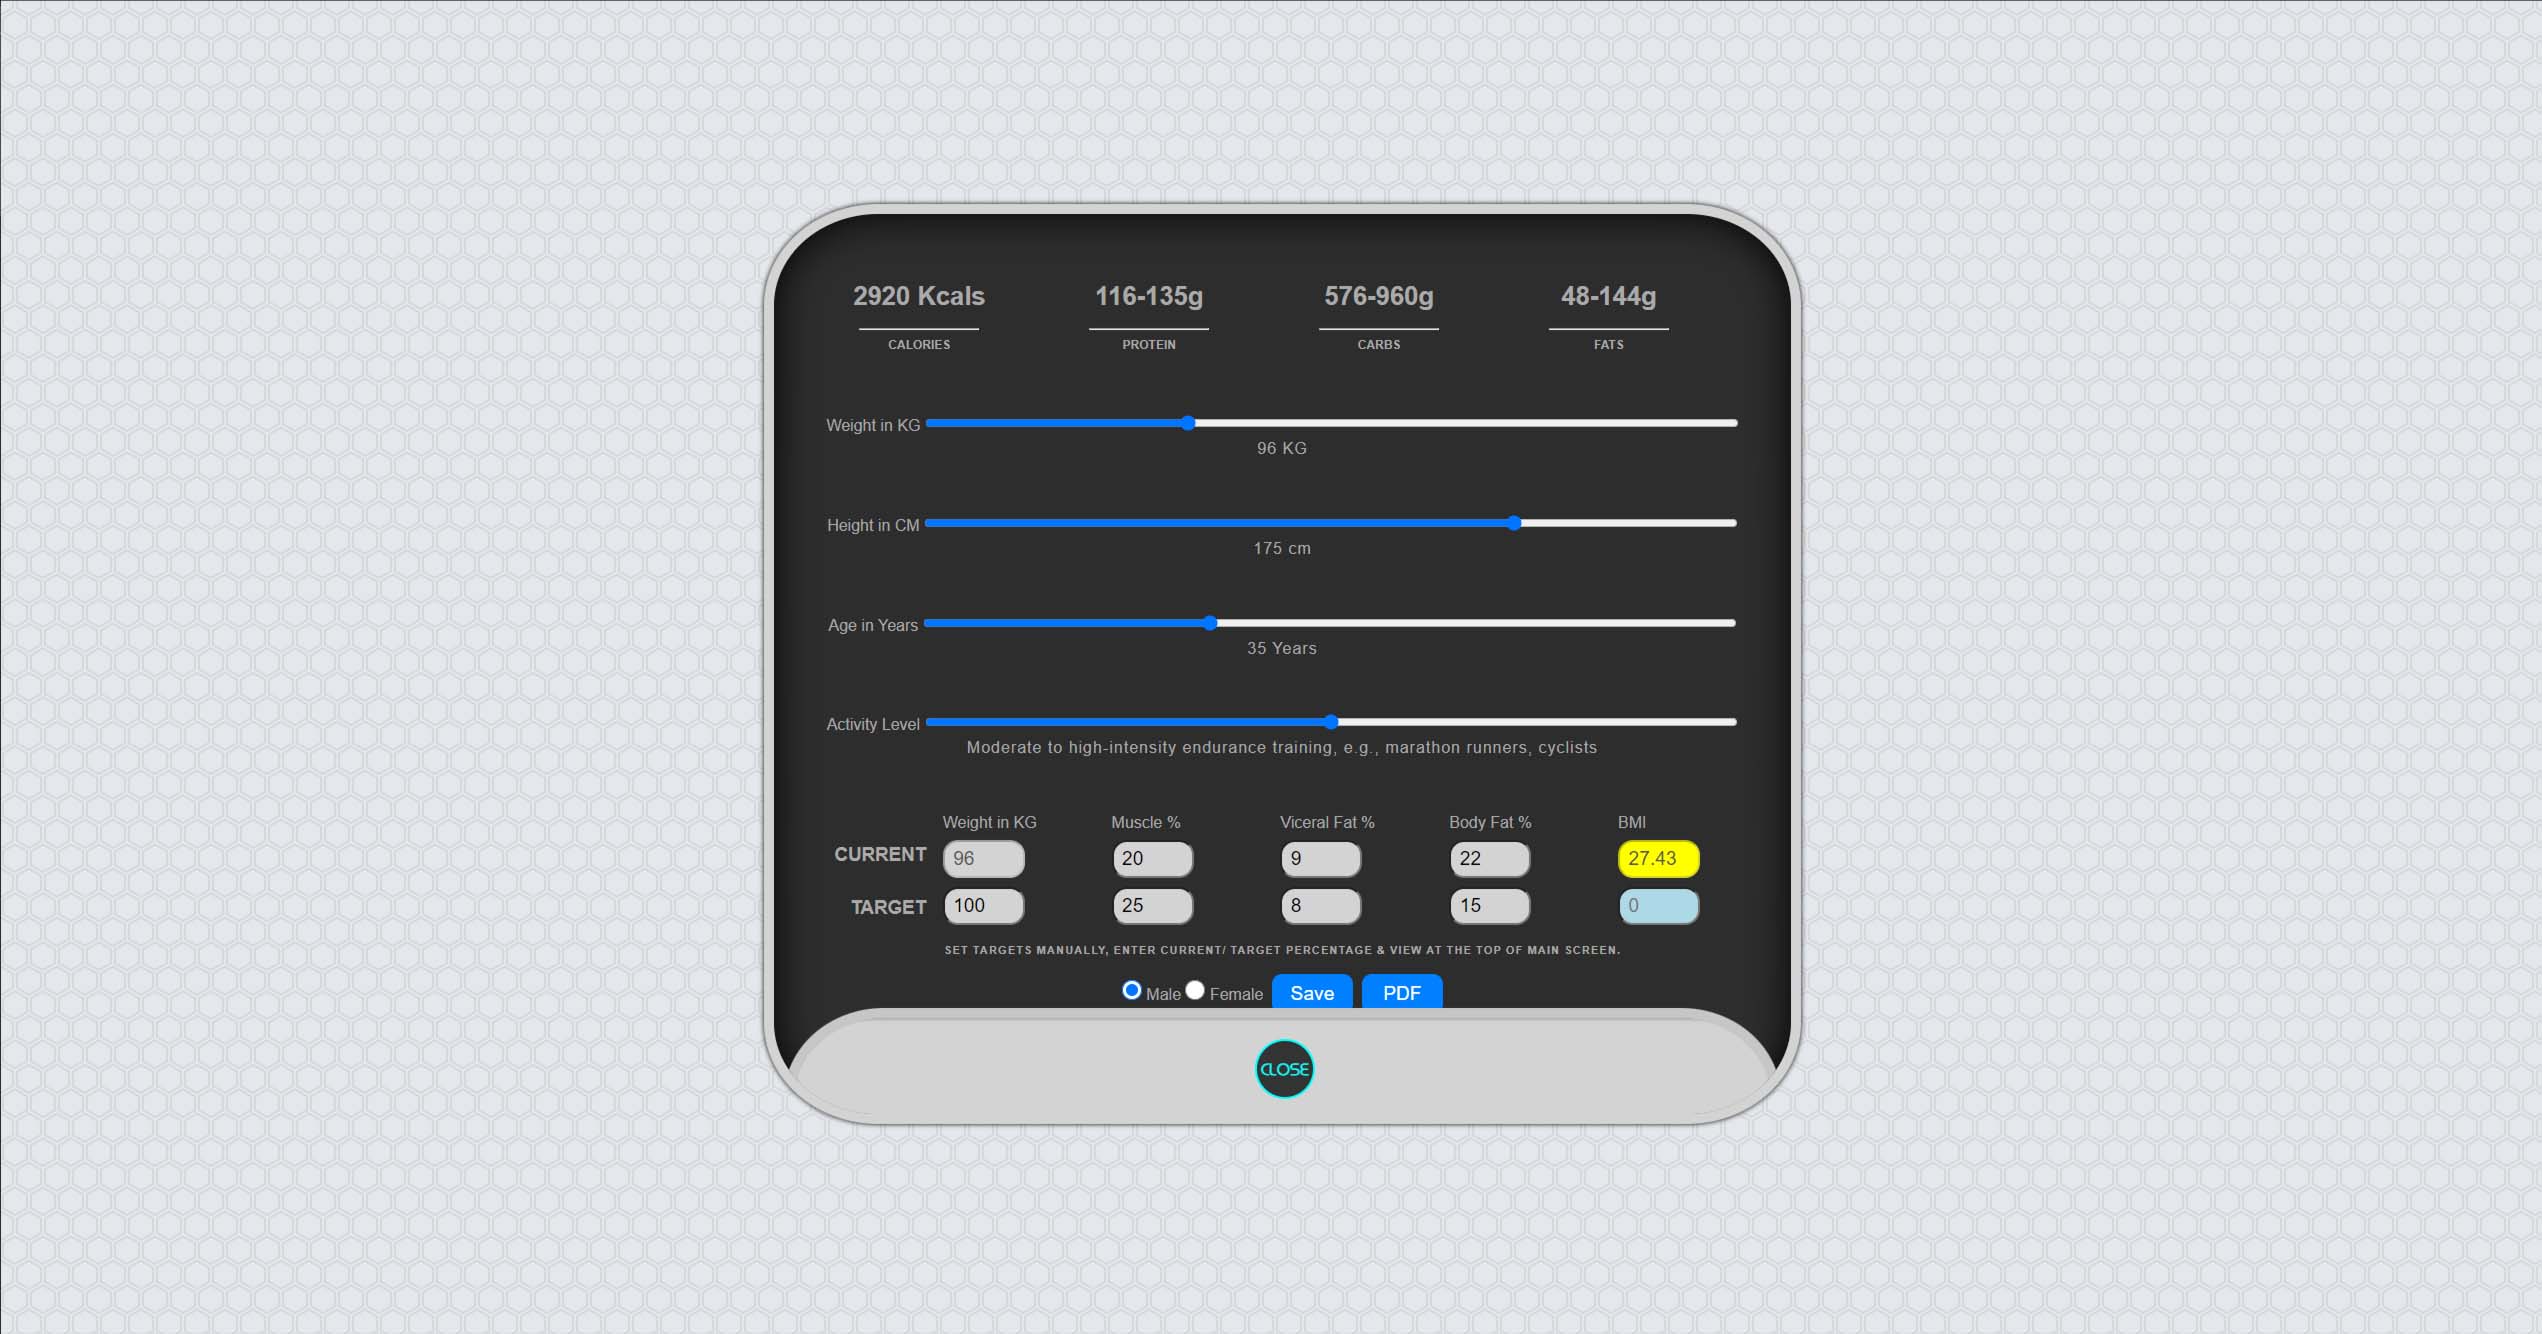 2920 Kcals 116-135g 576-960g 48-144g
CALORIES PROTEIN CARBS FATS
Weight in KG
96 KG
Height in CM
175 cm
Age in Years
35 Years
Activity Level
Moderate to high-intensity endurance training, e.g., marathon runners, cyclists
Weight in KG Muscle % Viceral Fat % Body Fat % BMI
CURRENT 96 20 9 22 27.43
TARGET 100 25 8 15 0
SET TARGETS MANUALLY, ENTER CURRENT/ TARGET PERCENTAGE & VIEW AT THE TOP OF MAIN SCREEN.
Male Female Save PDF
CLOSE